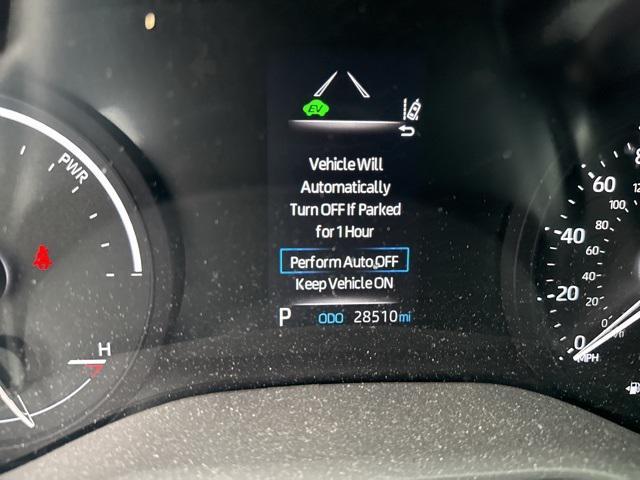 EV
Vehicle Will
Automatically
Turn OFF If Parked
for 1 Hour
Perform Auto OFF
Keep Vehicle ON
P ODO 28510 mi
PWR
H
60
40
20
0
MPH
100
80
60
40
20
0